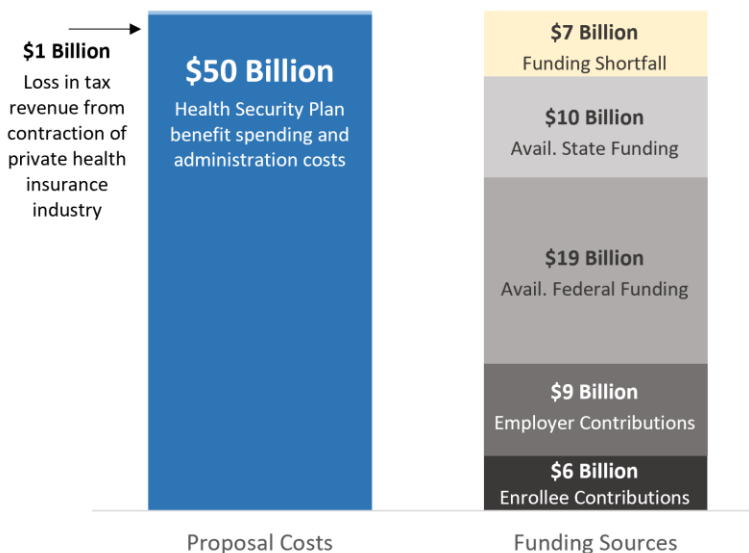 $1 Billion
Loss in tax
revenue from
contraction of
private health
insurance
industry
$50 Billion
Health Security Plan
benefit spending and
administration costs
$7 Billion
Funding Shortfall
$10 Billion
Avail. State Funding
$19 Billion
Avail. Federal Funding
$9 Billion
Employer Contributions
$6 Billion
Enrollee Contributions
Proposal Costs
Funding Sources